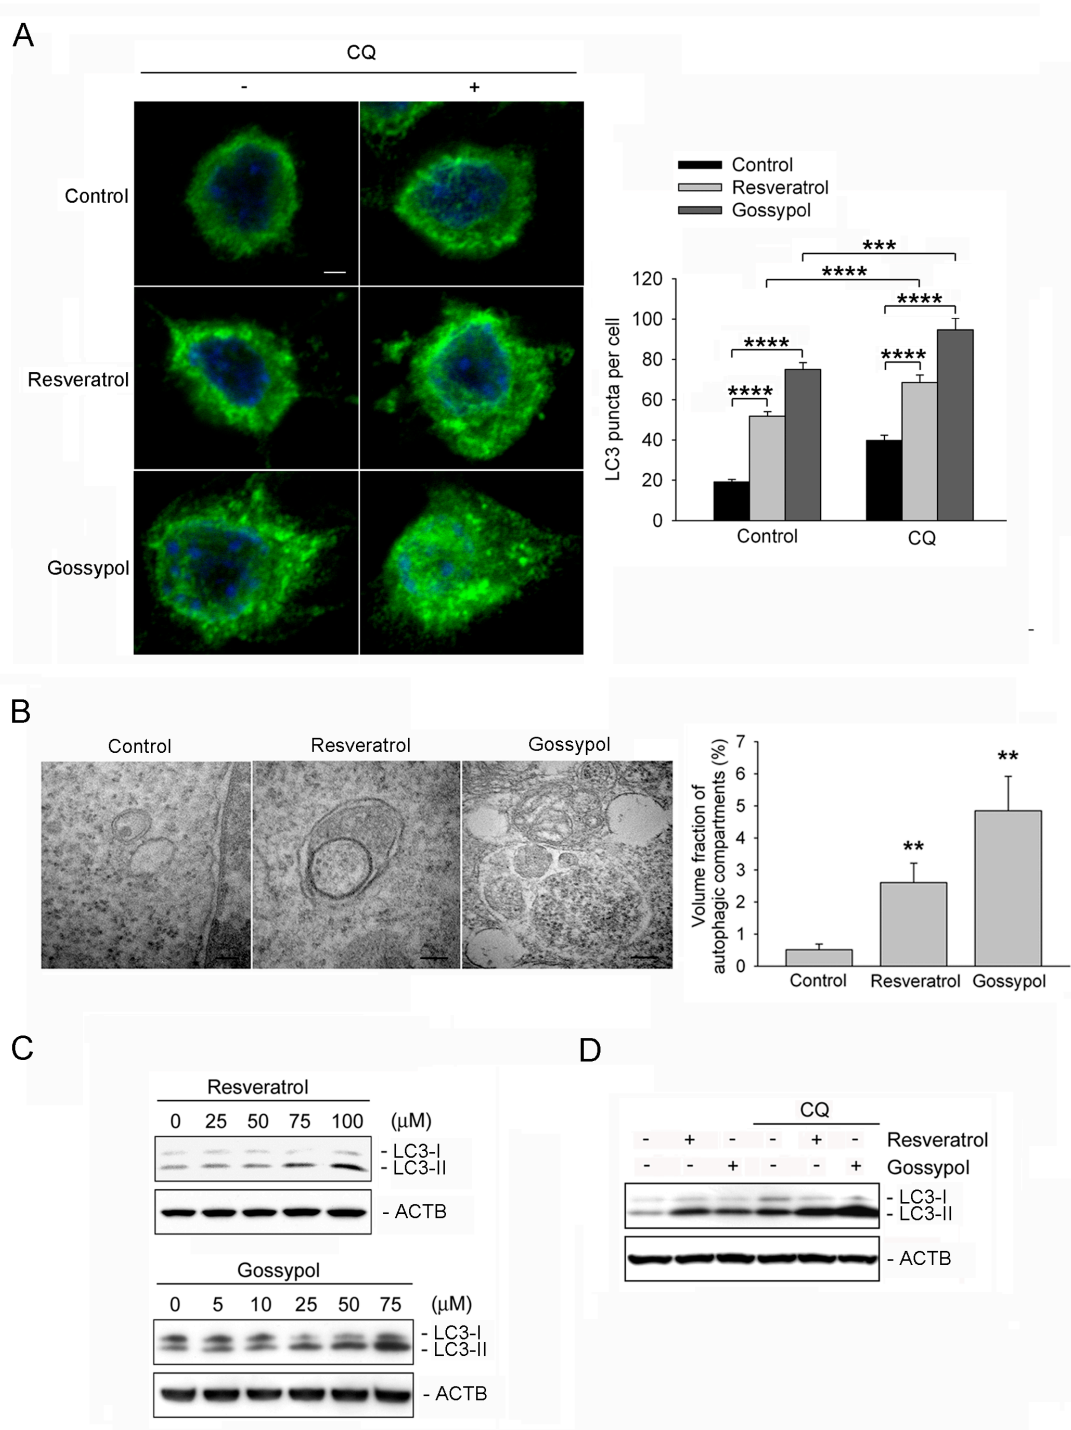 A
CQ
- +
Control
Resveratrol
Gossypol
Control
Resveratrol
Gossypol
***
****
120
100
80
60
40
20
0
LC3 puncta per cell
****
****
****
****
Control CQ
-
B
Control Resveratrol Gossypol
7
6
5
4
3
2
1
0
Volume fraction of
autophagic compartments (%)
**
**
Control Resveratrol Gossypol
C
Resveratrol
0 25 50 75 100 (μM)
- LC3-I
- LC3-II
- ACTB
Gossypol
0 5 10 25 50 75 (μM)
- LC3-I
- LC3-II
- ACTB
D
CQ
- + - - + - Resveratrol
- - + - - + Gossypol
- LC3-I
- LC3-II
- ACTB